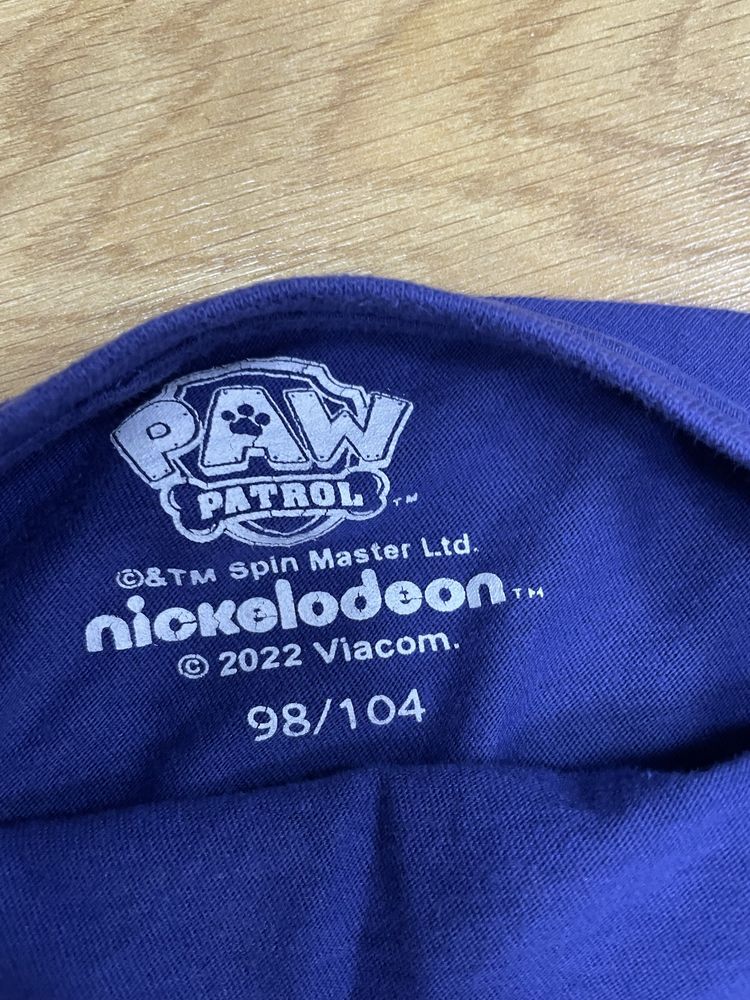 PAW
PATROL ™
©&TM Spin Master Ltd.
nickelodeon TM
© 2022 Viacom.
98/104